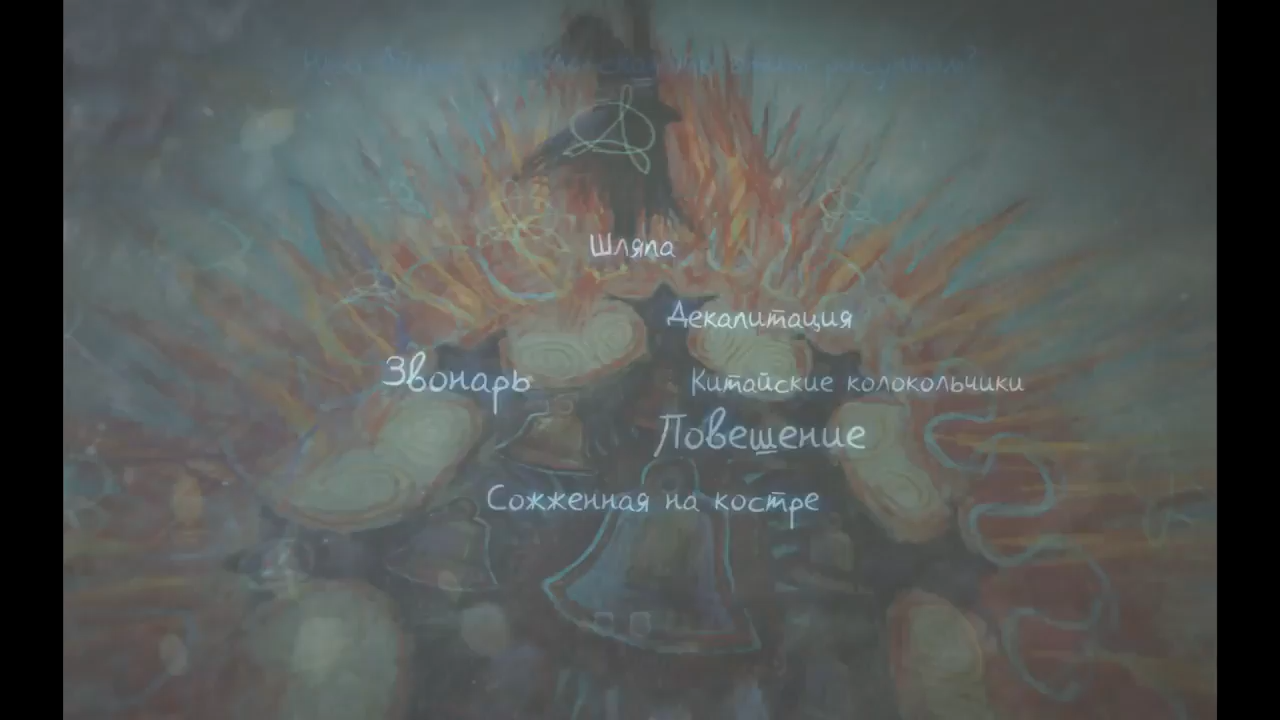 Шляпа
Декапитация
Звонарь
Китайские колокольчики
Повешение
Сожженная на костре